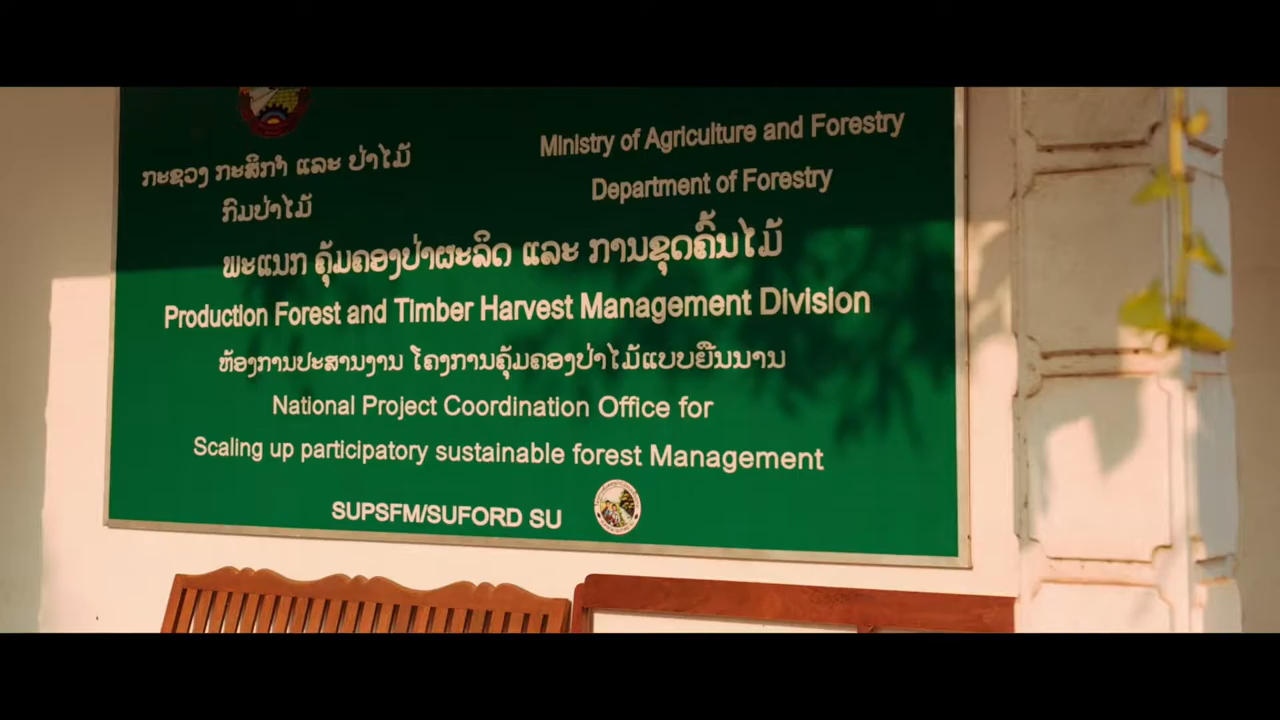 ກະຊວງ ກະສິກຳ ແລະ ປ່າໄມ້
Ministry of Agriculture and Forestry
ກົມປ່າໄມ້
Department of Forestry
ພະແນກ ຄຸ້ມຄອງປ່າຜະລິດ ແລະ ການຂຸດຄົ້ນໄມ້
Production Forest and Timber Harvest Management Division
ຫ້ອງການປະສານງານ ໂຄງການຄຸ້ມຄອງປ່າໄມ້ແບບຍືນນານ
National Project Coordination Office for
Scaling up participatory sustainable forest Management
SUPSFM/SUFORD SU